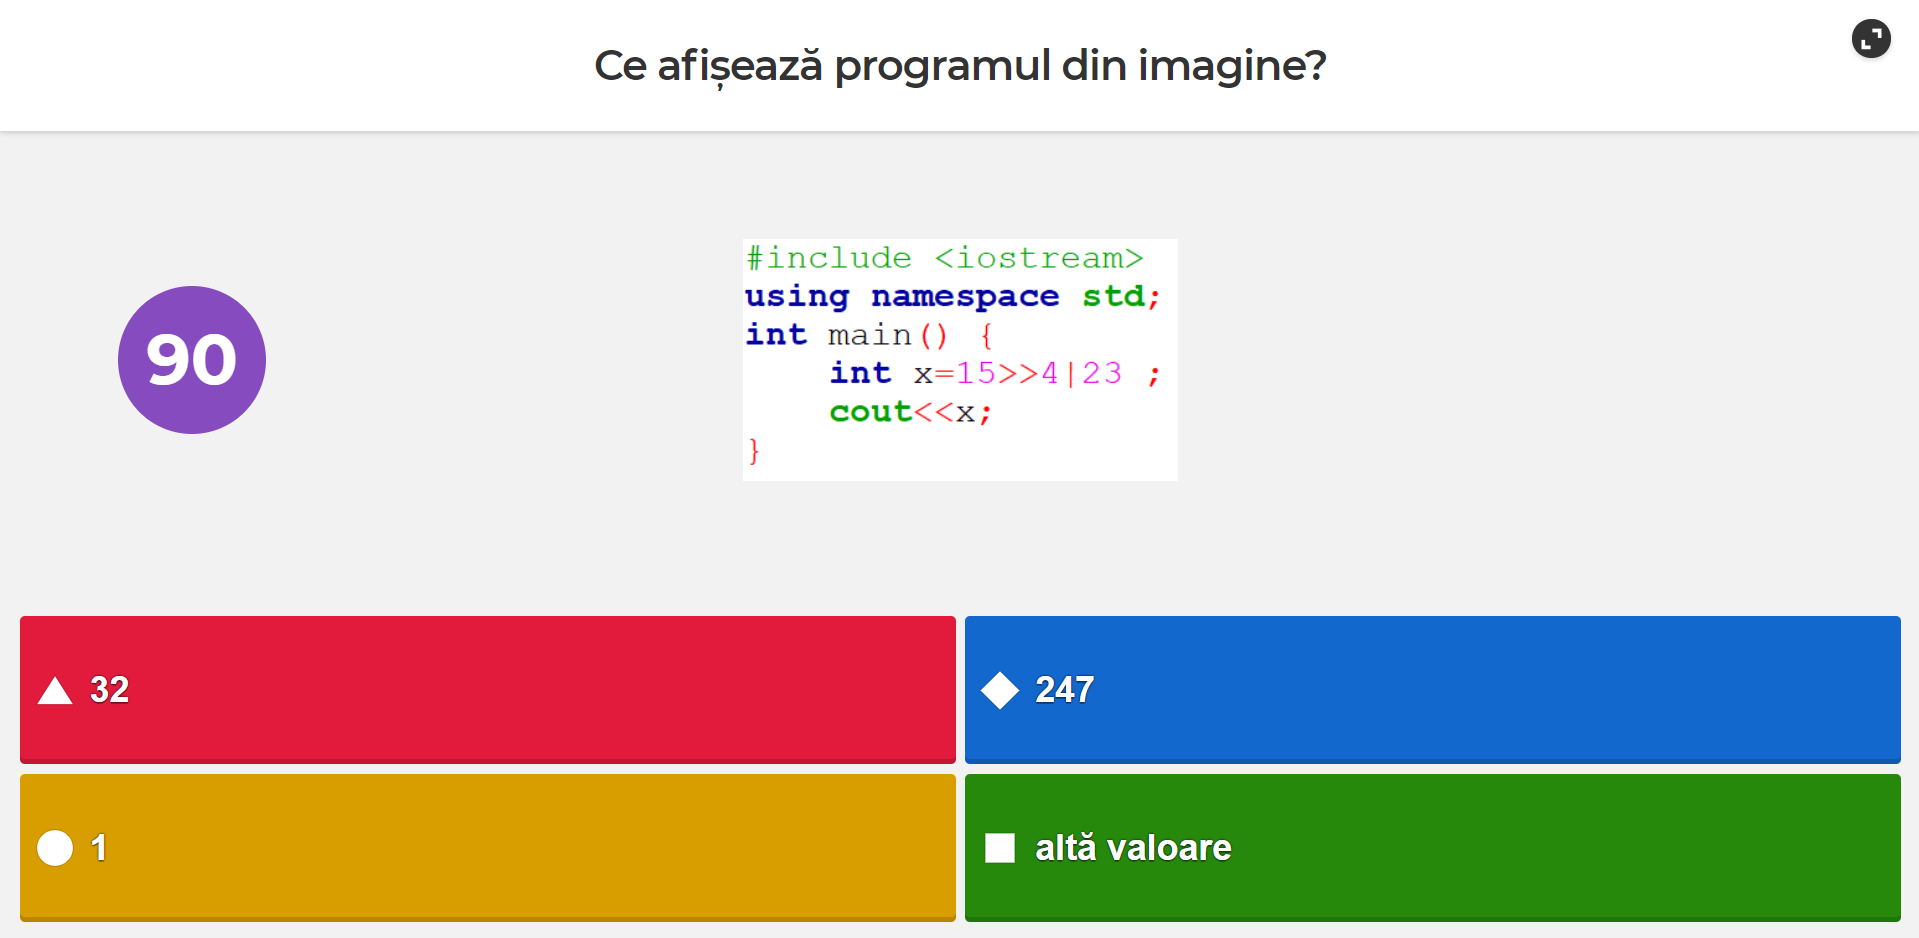 Ce afișează programul din imagine?
90
#include <iostream>
using namespace std;
int main() {
int x=15>>4|23 ;
cout<<x;
}
32
247
1
altă valoare